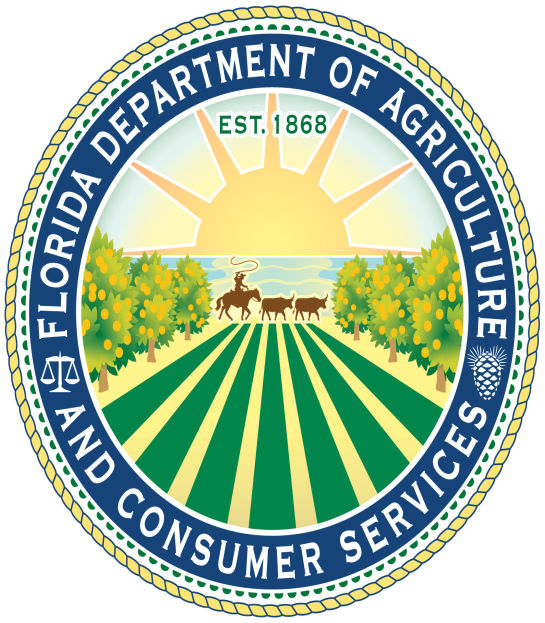 FLORIDA DEPARTMENT OF AGRICULTURE
AND CONSUMER SERVICES
EST. 1868